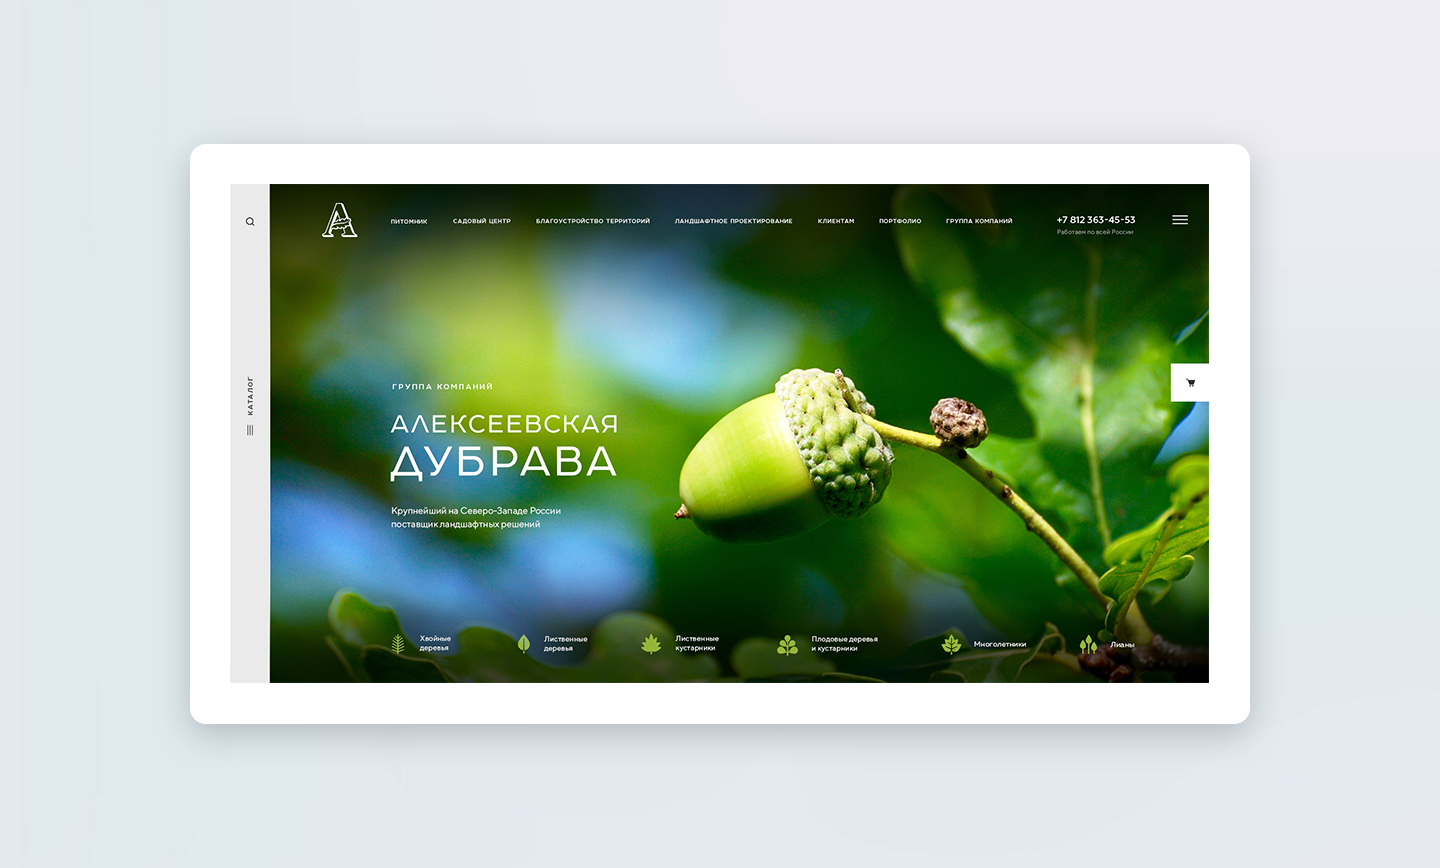 ПИТОМНИК
САДОВЫЙ ЦЕНТР
БЛАГОУСТРОЙСТВО ТЕРРИТОРИЙ
ЛАНДШАФТНОЕ ПРОЕКТИРОВАНИЕ
КЛИЕНТАМ
ПОРТФОЛИО
ГРУППА КОМПАНИЙ
+7 812 363-45-53
Работаем по всей России
КАТАЛОГ
ГРУППА КОМПАНИЙ
АЛЕКСЕЕВСКАЯ
ДУБРАВА
Крупнейший на Северо-Западе России
поставщик ландшафтных решений
Хвойные
деревья
Лиственные
деревья
Лиственные
кустарники
Плодовые деревья
и кустарники
Многолетники
Лианы